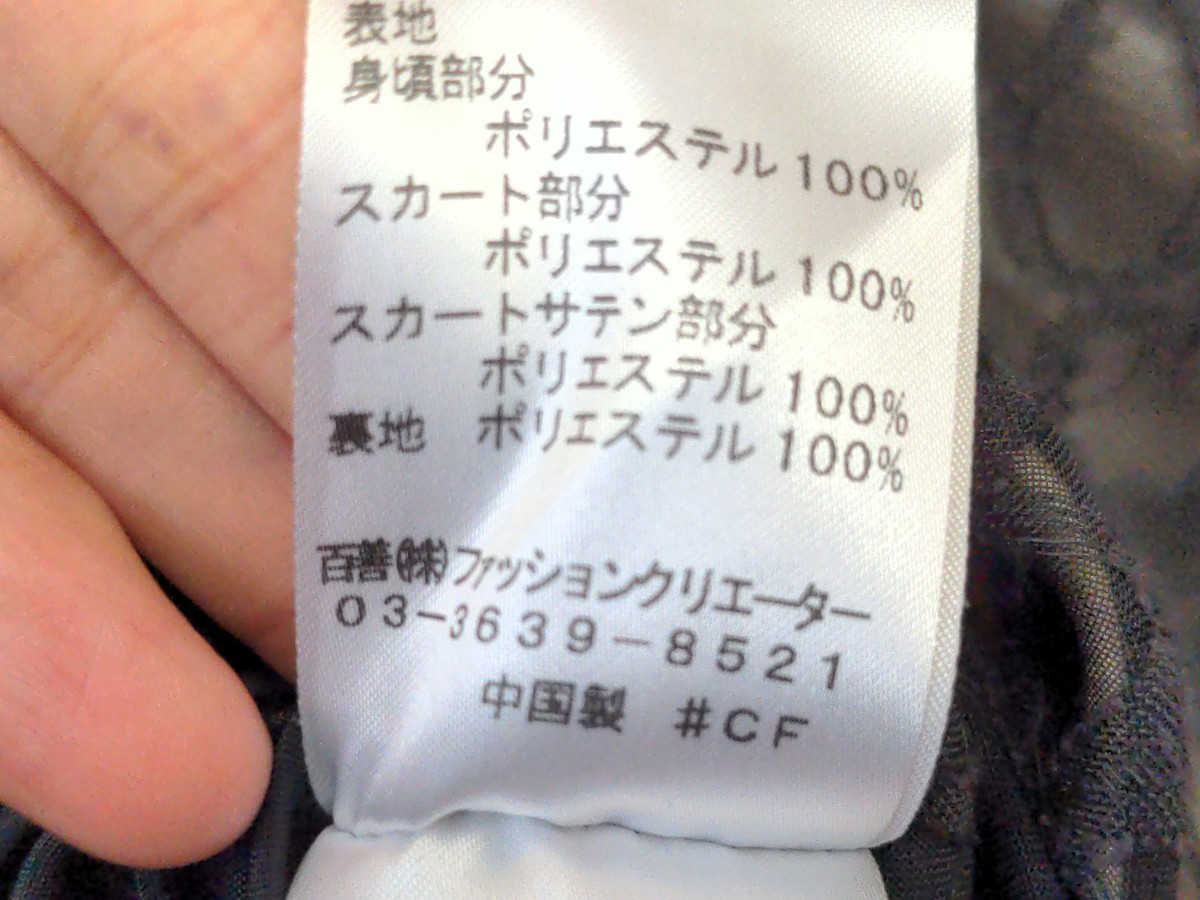 表地
身頃部分
ポリエステル100%
スカート部分
ポリエステル100%
スカートサテン部分
ポリエステル100%
裏地 ポリエステル100%
百善㈱ファッションクリエーター
03-3639-8521
中国製 #CF